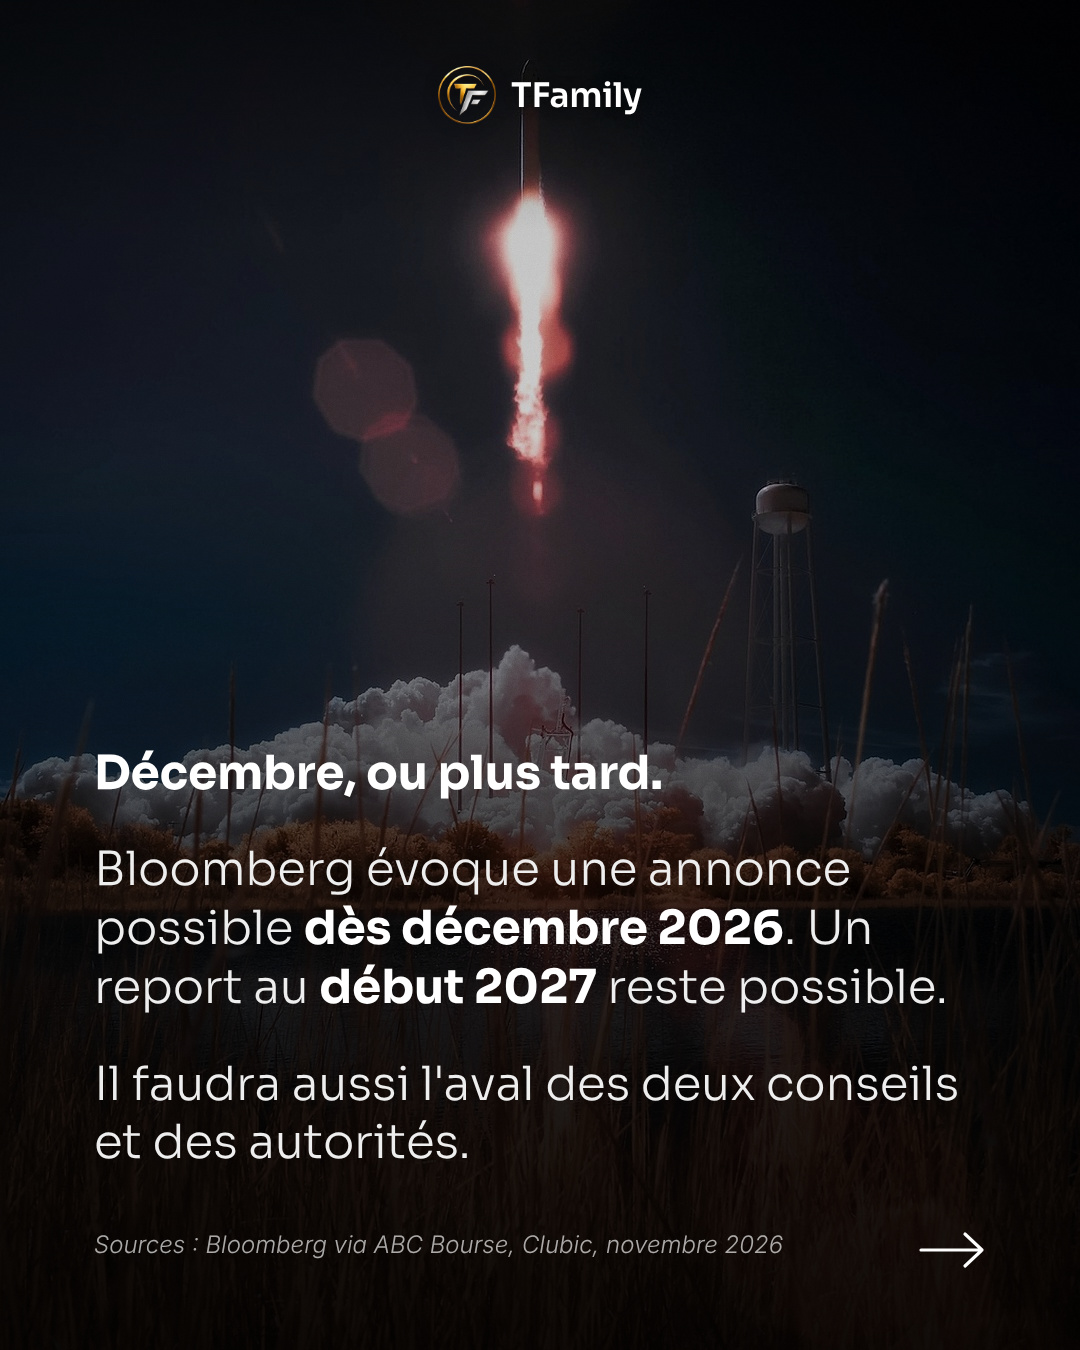 TF TFamily
Décembre, ou plus tard.
Bloomberg évoque une annonce
possible dès décembre 2026. Un
report au début 2027 reste possible.
Il faudra aussi l'aval des deux conseils
et des autorités.
Sources : Bloomberg via ABC Bourse, Clubic, novembre 2026